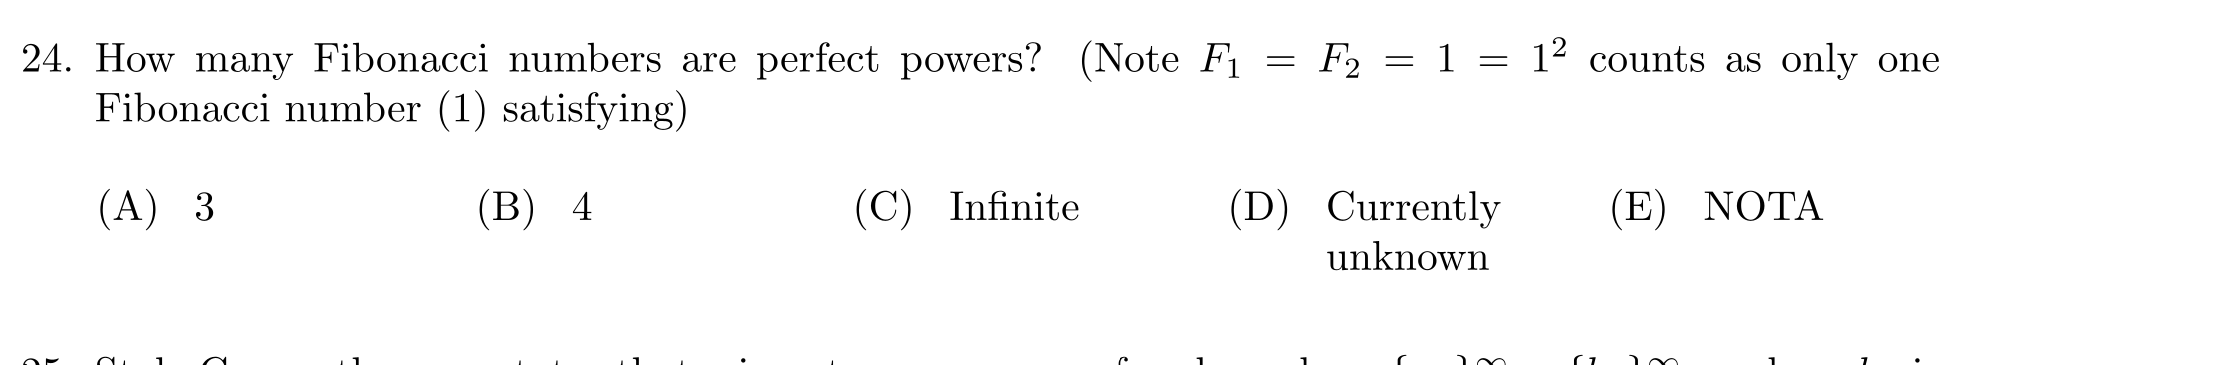 24. How many Fibonacci numbers are perfect powers? (Note F₁ = F₂ = 1 = 1² counts as only one
Fibonacci number (1) satisfying)
(A) 3 (B) 4 (C) Infinite (D) Currently (E) NOTA
unknown